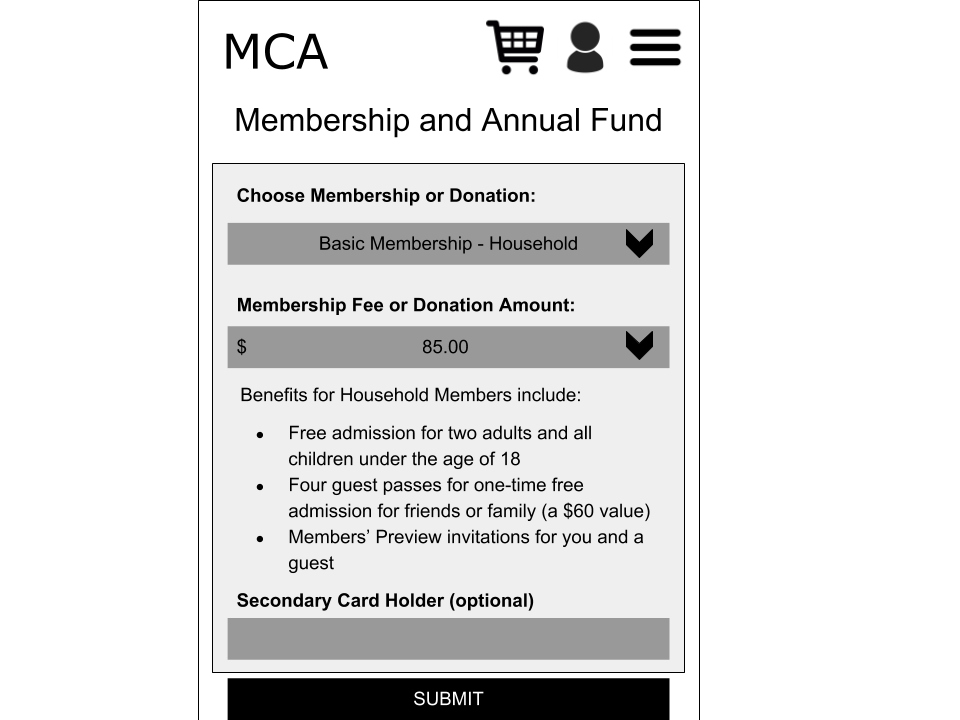 MCA
Membership and Annual Fund
Choose Membership or Donation:
Basic Membership - Household
Membership Fee or Donation Amount:
$ 85.00
Benefits for Household Members include:
● Free admission for two adults and all
children under the age of 18
● Four guest passes for one-time free
admission for friends or family (a $60 value)
● Members’ Preview invitations for you and a
guest
Secondary Card Holder (optional)
SUBMIT